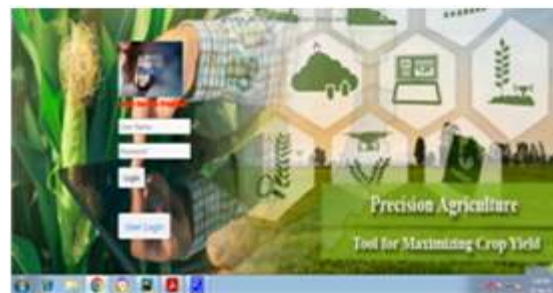 User Name
Password
Login
User Login
Precision Agriculture
Tool for Maximizing Crop Yield